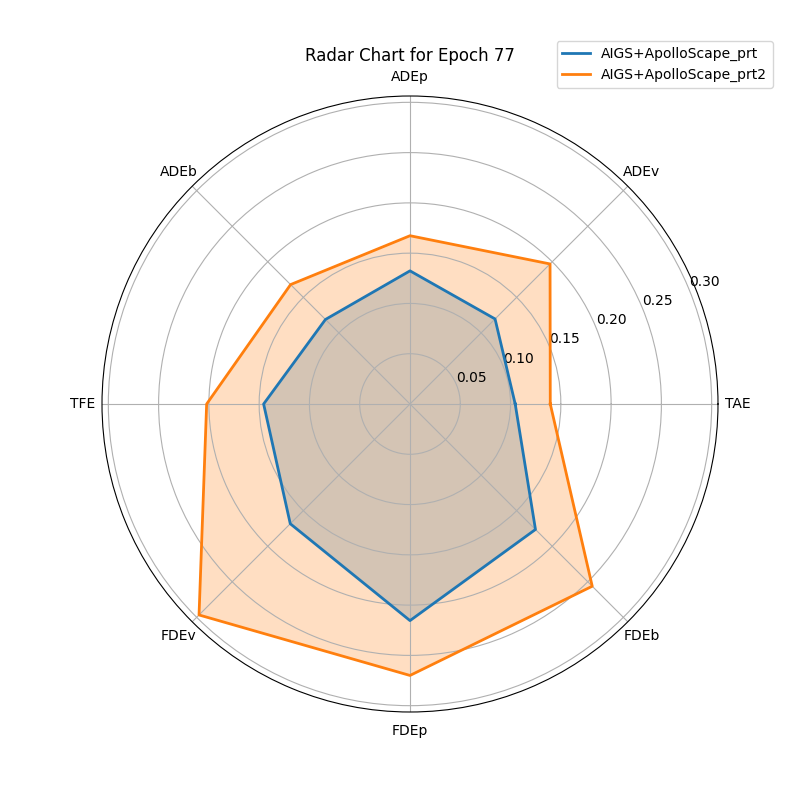 AIGS+ApolloScape_prt
AIGS+ApolloScape_prt2
Radar Chart for Epoch 77
ADEp
ADEb
ADEv
0.30
0.25
0.20
0.15
0.10
0.05
TFE
TAE
FDEv
FDEb
FDEp